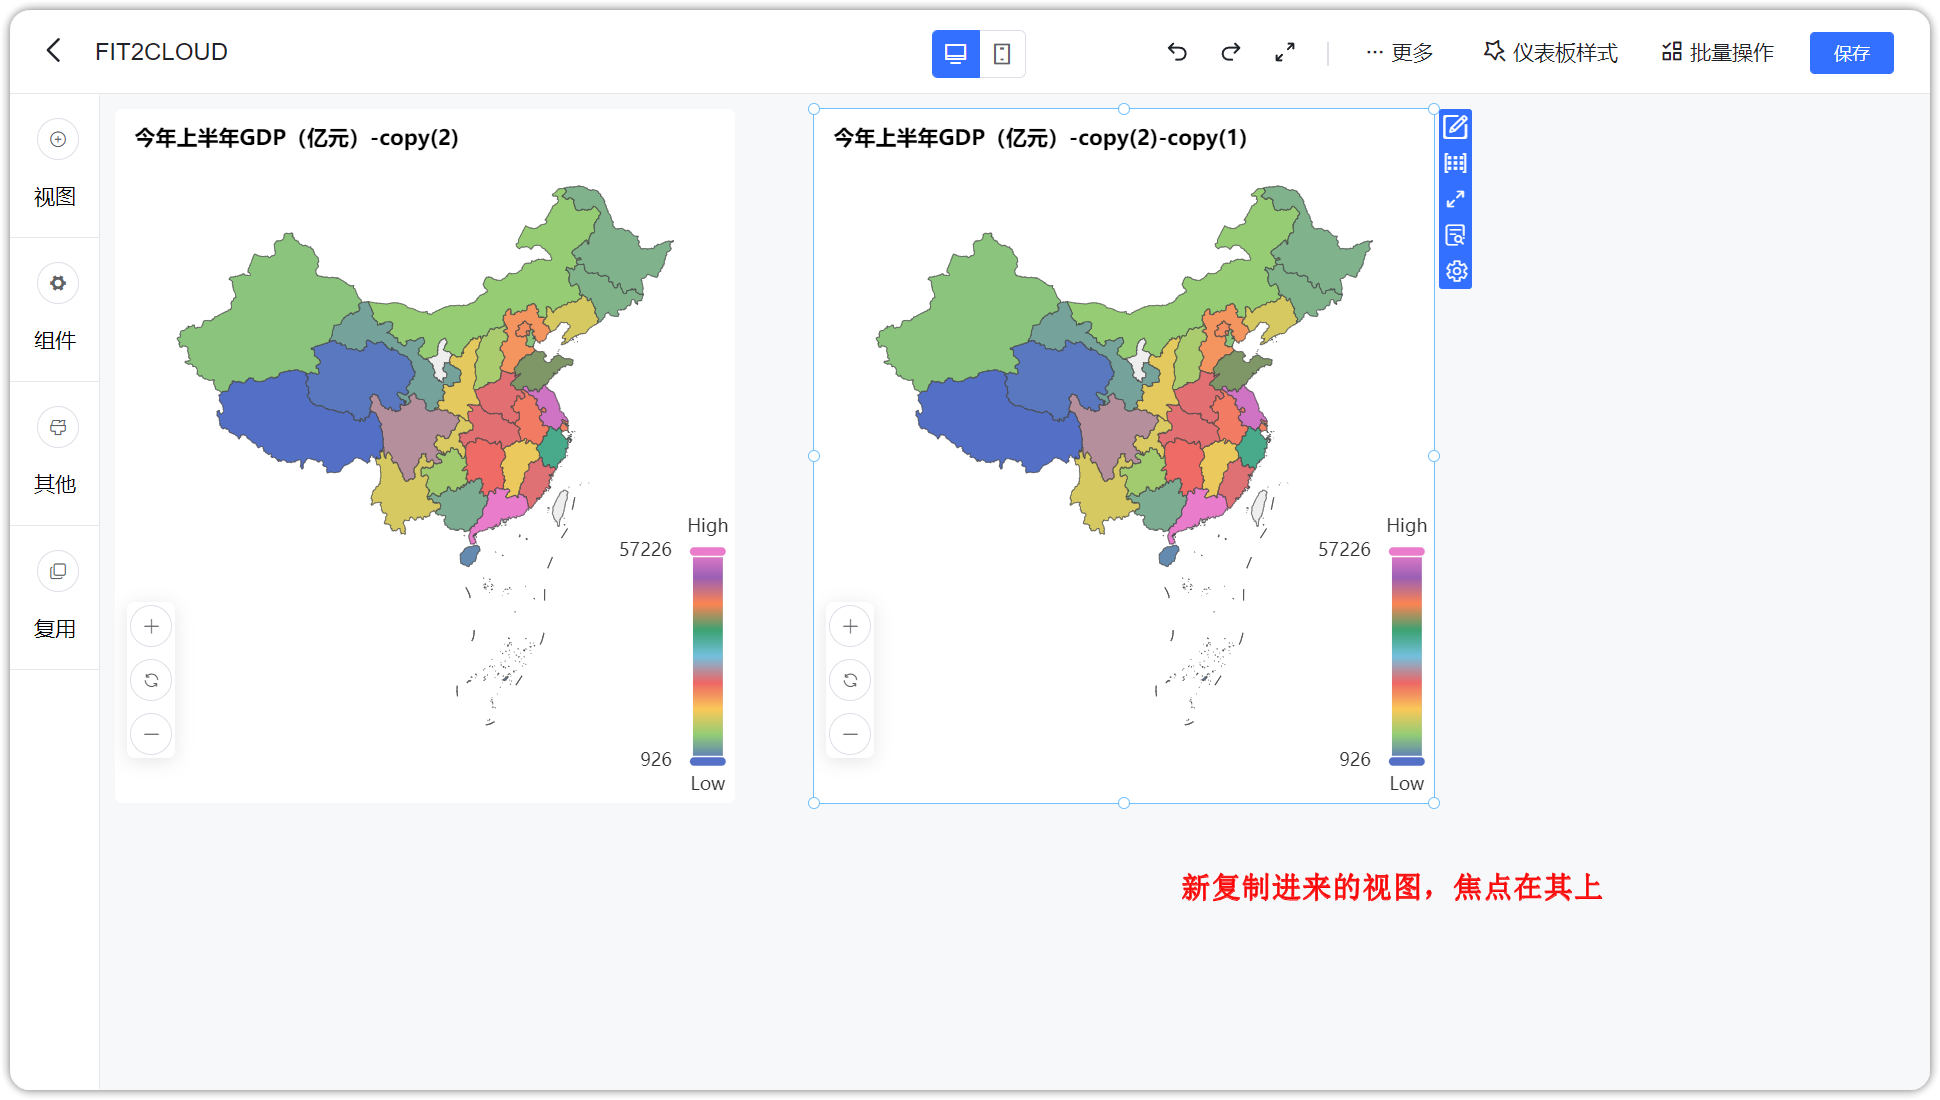 FIT2CLOUD
更多
仪表板样式
批量操作
保存
视图
组件
其他
复用
今年上半年GDP（亿元）-copy(2)
High
57226
926
Low
今年上半年GDP（亿元）-copy(2)-copy(1)
High
57226
926
Low
新复制进来的视图，焦点在其上